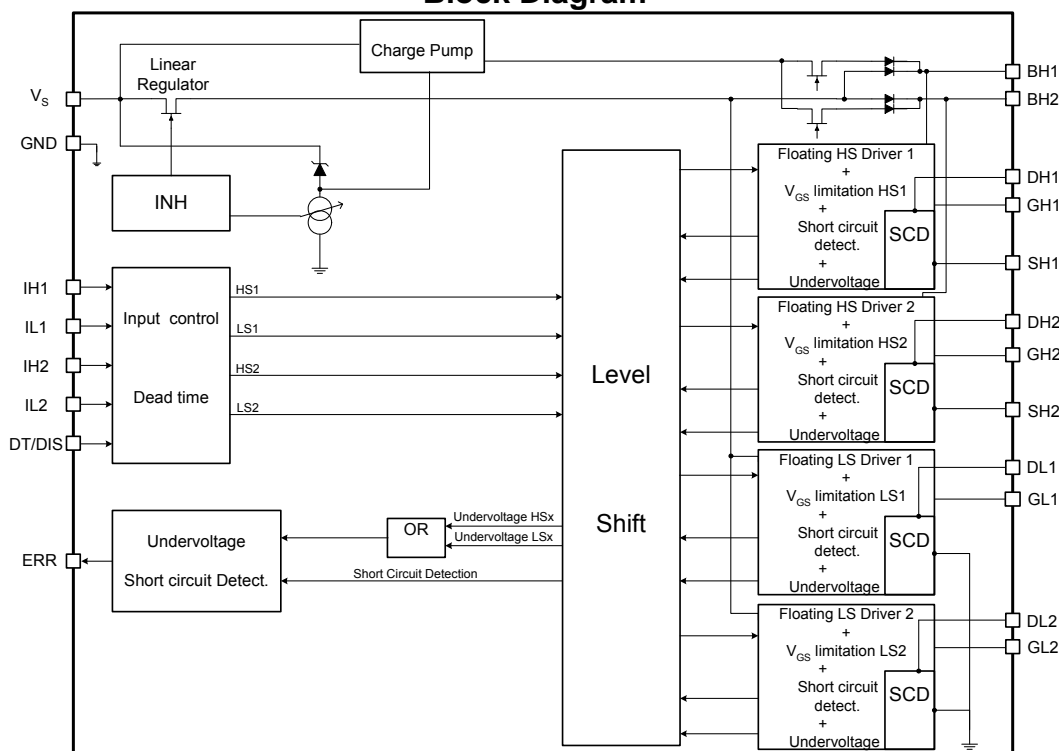 Block Diagram
Charge Pump
Linear
Regulator
VS
GND
INH
BH1
BH2
Floating HS Driver 1
+
VGS limitation HS1
+
Short circuit
detect.
+
Undervoltage
SCD
DH1
GH1
SH1
IH1
IL1
IH2
IL2
DT/DIS
Input control
Dead time
HS1
LS1
HS2
LS2
Level
Shift
Floating HS Driver 2
+
VGS limitation HS2
+
Short circuit
detect.
+
Undervoltage
SCD
DH2
GH2
SH2
Floating LS Driver 1
+
VGS limitation LS1
+
Short circuit
detect.
+
Undervoltage
SCD
DL1
GL1
ERR
Undervoltage
Short circuit Detect.
OR
Undervoltage HSx
Undervoltage LSx
Short Circuit Detection
Floating LS Driver 2
+
VGS limitation LS2
+
Short circuit
detect.
+
Undervoltage
SCD
DL2
GL2